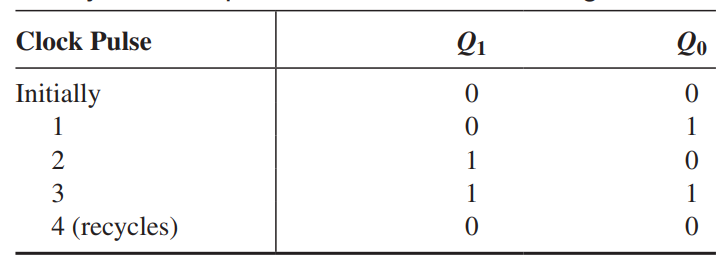 Clock Pulse Q1 Q0
Initially 0 0
1 0 1
2 1 0
3 1 1
4 (recycles) 0 0